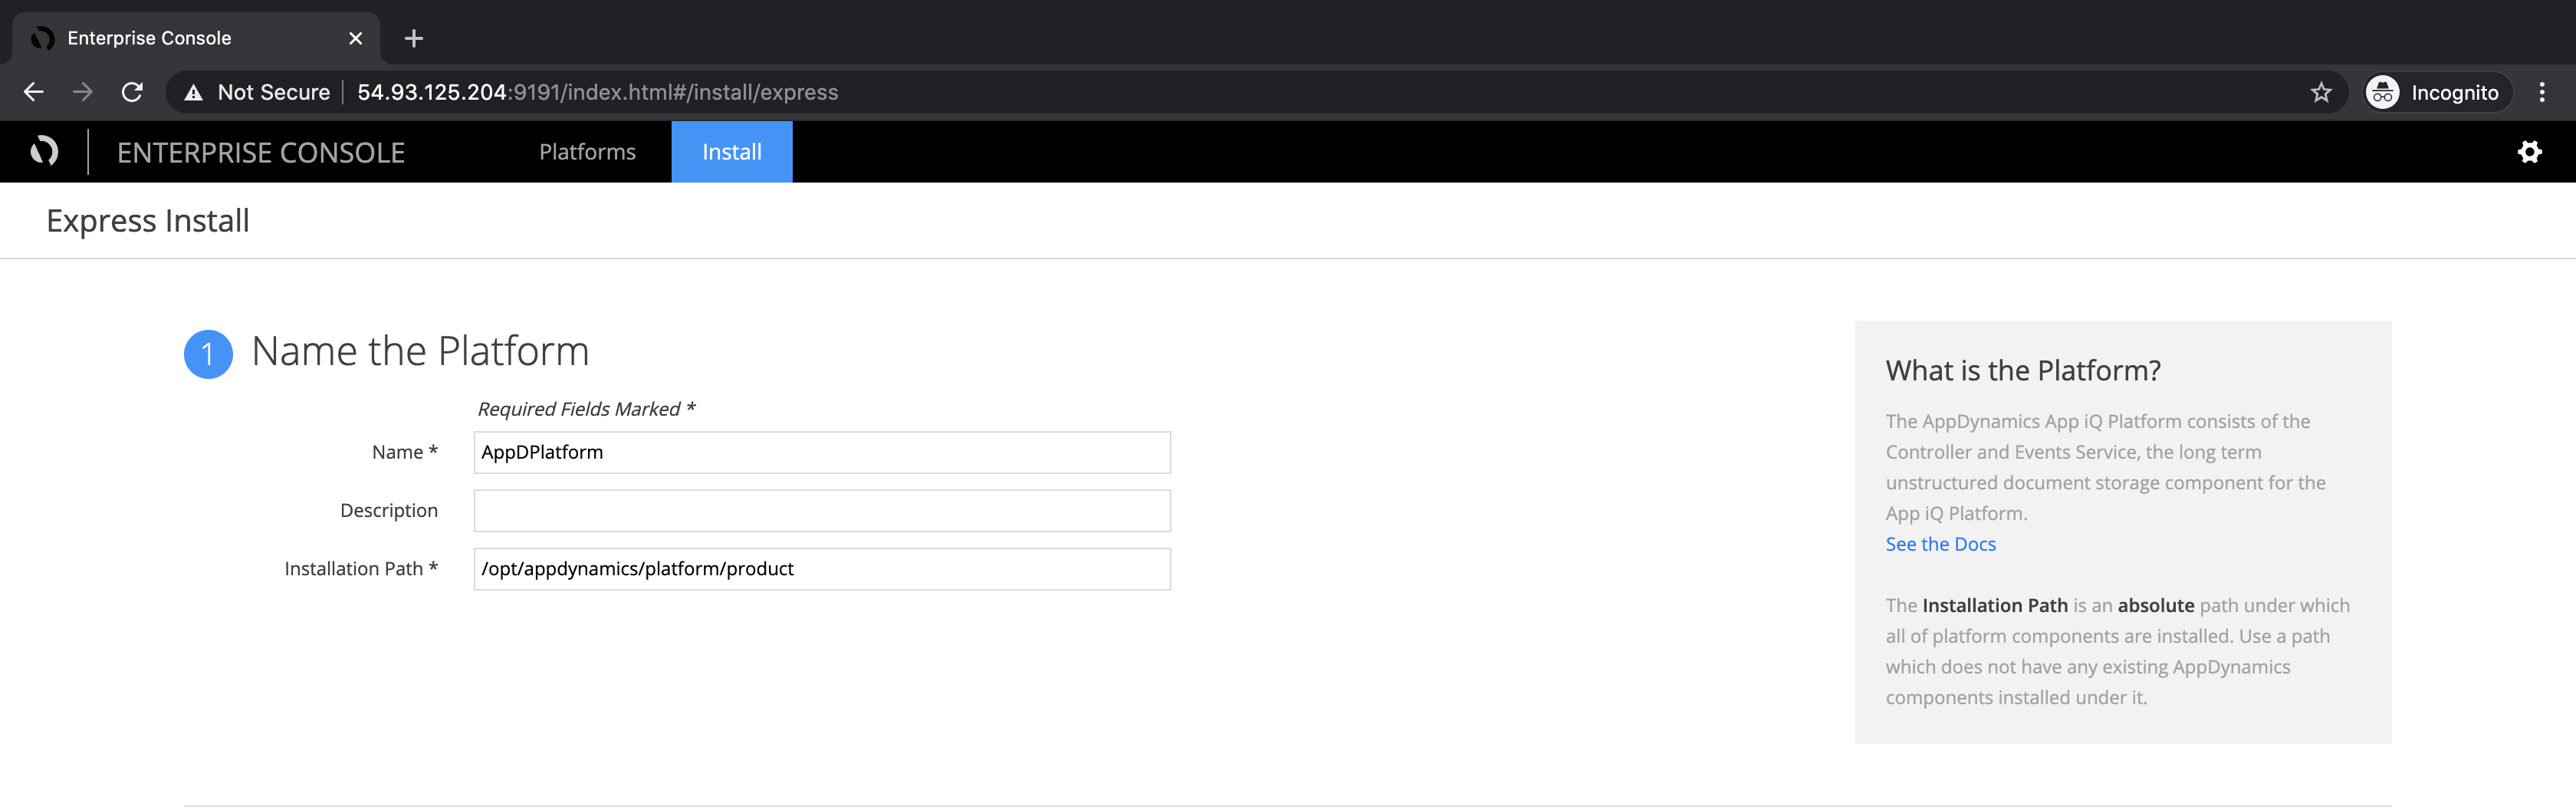 Enterprise Console
Not Secure 54.93.125.204:9191/index.html#/install/express
Incognito
ENTERPRISE CONSOLE
Platforms
Install
Express Install
1 Name the Platform
Required Fields Marked *
Name * AppDPlatform
Description
Installation Path * /opt/appdynamics/platform/product
What is the Platform?
The AppDynamics App iQ Platform consists of the
Controller and Events Service, the long term
unstructured document storage component for the
App iQ Platform.
See the Docs
The Installation Path is an absolute path under which
all of platform components are installed. Use a path
which does not have any existing AppDynamics
components installed under it.